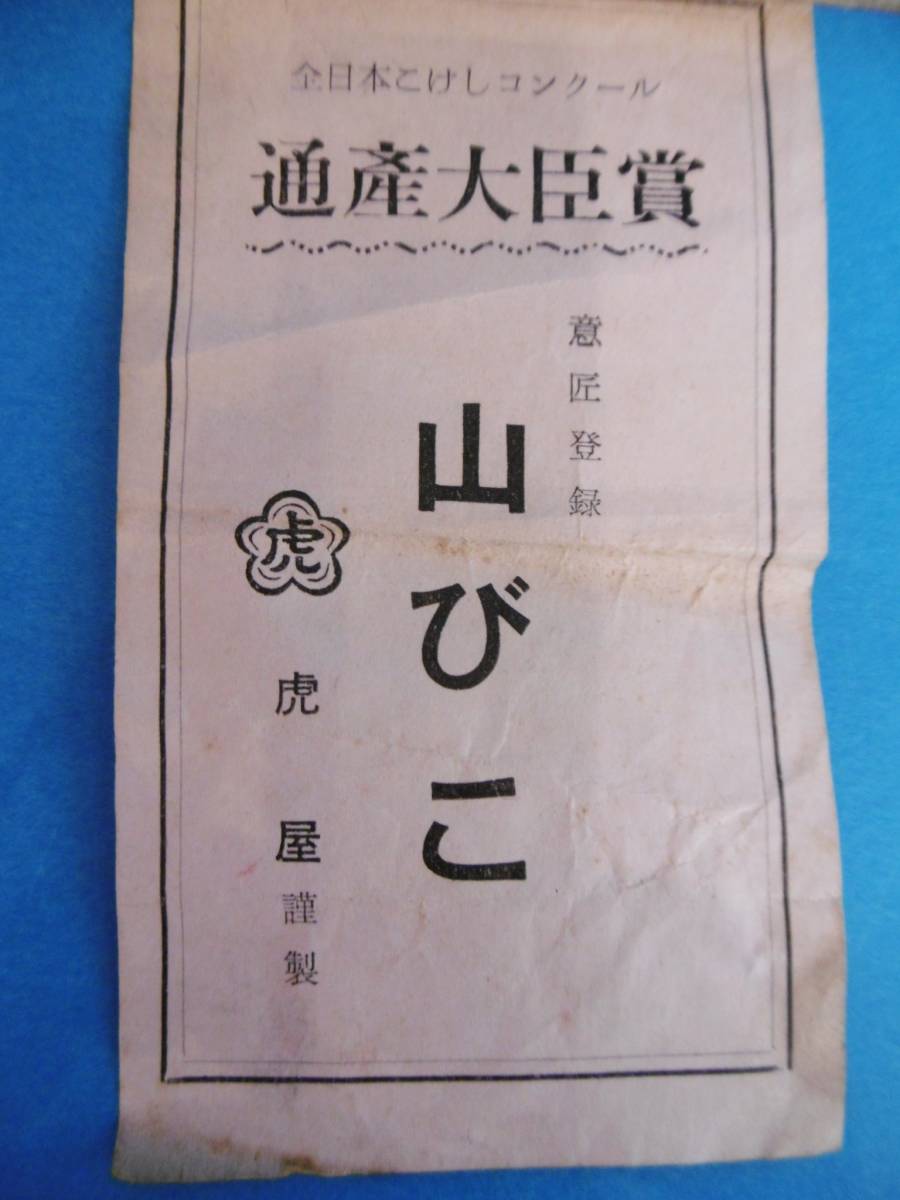 全日本こけしコンクール
通産大臣賞
意匠登録
山びこ
虎
虎屋謹製